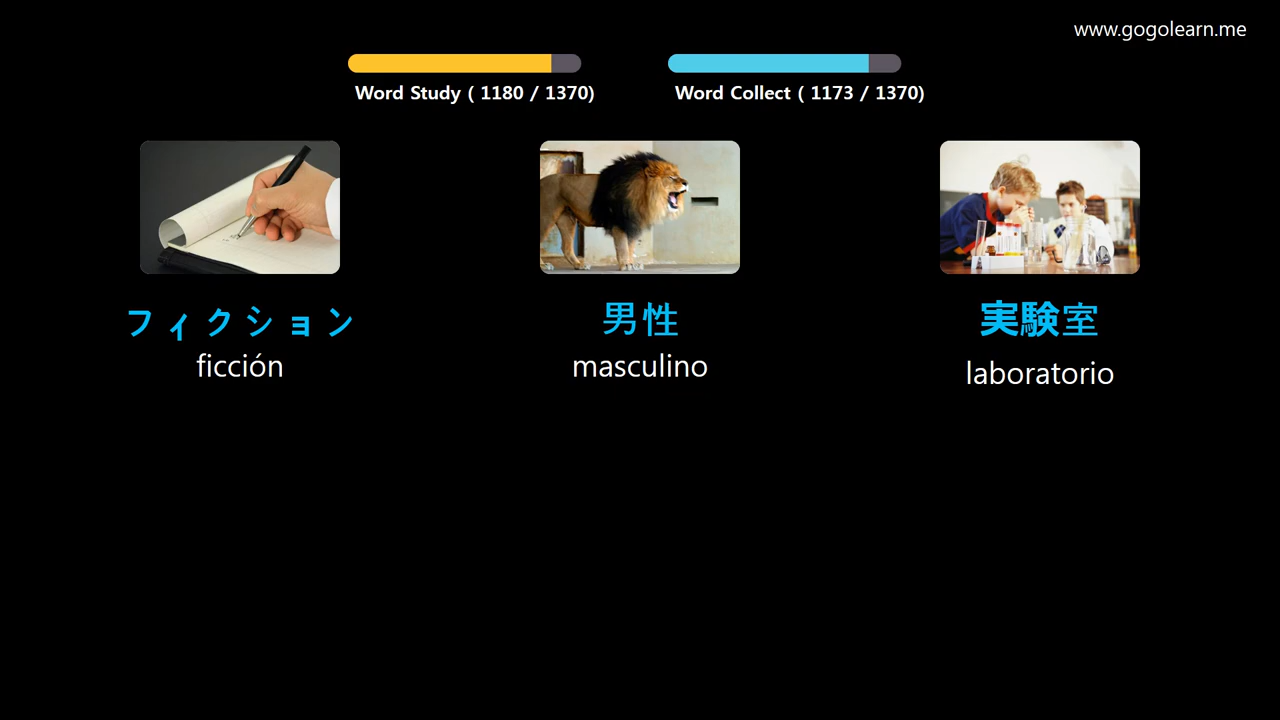 www.gogolearn.me
Word Study ( 1180 / 1370)
Word Collect ( 1173 / 1370)
フィクション
ficción
男性
masculino
実験室
laboratorio